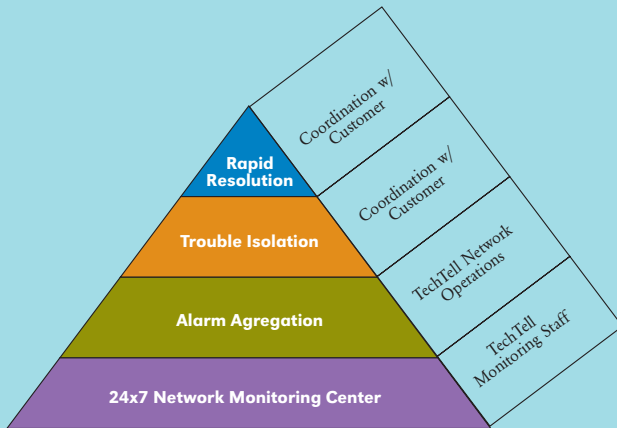 Coordination w/
Customer
Rapid
Resolution
Coordination w/
Customer
Trouble Isolation
TechTell Network
Operations
Alarm Agregation
TechTell
Monitoring Staff
24x7 Network Monitoring Center